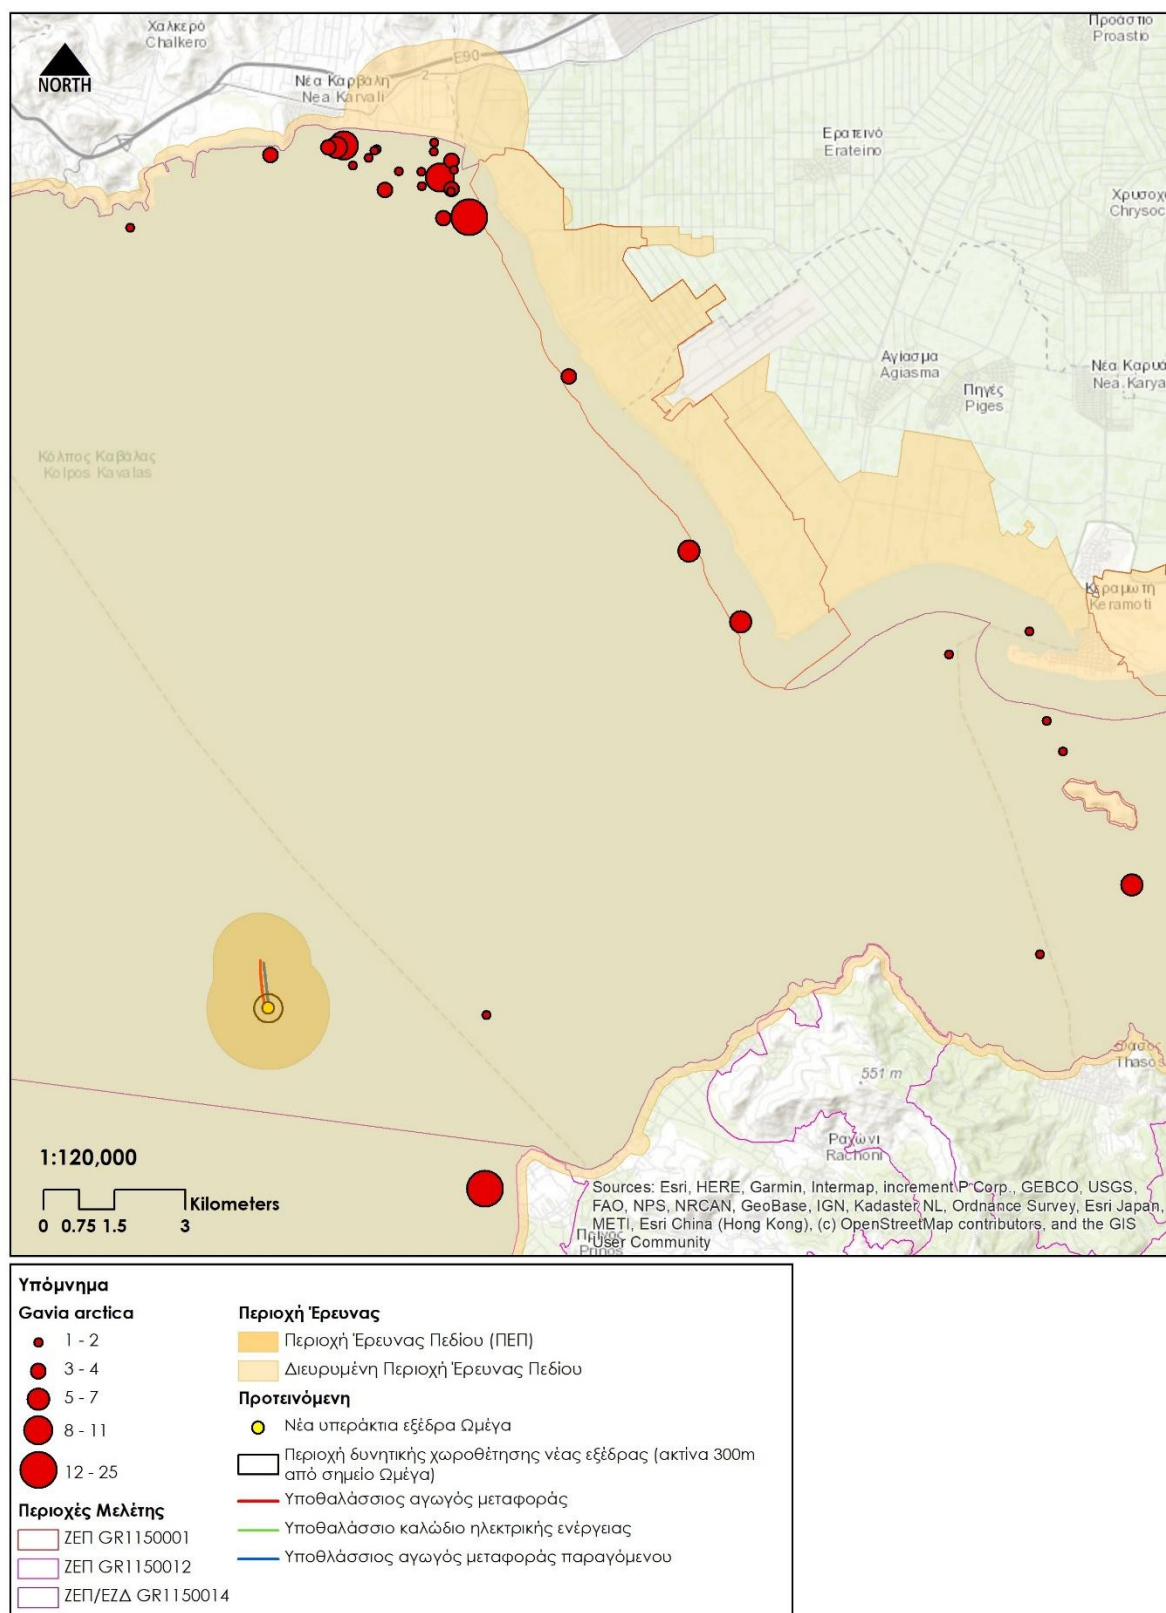 Χαλκερό
Chalkero
Προάστιο
Proastio
NORTH
E90
2
Νέα Καρβάλη
Nea Karvali
Ερατεινό
Erateino
Χρυσοχώ
Chrysoc
Αγίασμα
Agiasma
Πηγές
Piges
Νέα Καρυά
Nea Karya
Κόλπος Καβάλας
Kolpos Kavalas
Κεραμωτή
Keramoti
Θάσος
Thasos
551 m
Ραχώνι
Rachoni
1:120,000
Kilometers
0 0.75 1.5 3
Πρίνος
Prinos
Sources: Esri, HERE, Garmin, Intermap, increment P Corp., GEBCO, USGS,
FAO, NPS, NRCAN, GeoBase, IGN, Kadaster NL, Ordnance Survey, Esri Japan,
METI, Esri China (Hong Kong), (c) OpenStreetMap contributors, and the GIS
User Community
Υπόμνημα
Gavia arctica
1 - 2
3 - 4
5 - 7
8 - 11
12 - 25
Περιοχές Μελέτης
ΖΕΠ GR1150001
ΖΕΠ GR1150012
ΖΕΠ/ΕΖΔ GR1150014
Περιοχή Έρευνας
Περιοχή Έρευνας Πεδίου (ΠΕΠ)
Διευρυμένη Περιοχή Έρευνας Πεδίου
Προτεινόμενη
Νέα υπεράκτια εξέδρα Ωμέγα
Περιοχή δυνητικής χωροθέτησης νέας εξέδρας (ακτίνα 300m
από σημείο Ωμέγα)
Υποθαλάσσιος αγωγός μεταφοράς
Υποθαλάσσιο καλώδιο ηλεκτρικής ενέργειας
Υποθλάσσιος αγωγός μεταφοράς παραγόμενου